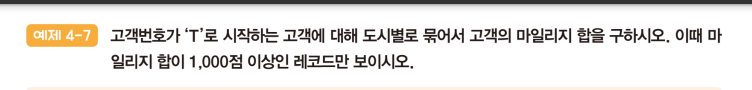 예제 4-7 고객번호가 ‘T’로 시작하는 고객에 대해 도시별로 묶어서 고객의 마일리지 합을 구하시오. 이때 마
일리지 합이 1,000점 이상인 레코드만 보이시오.